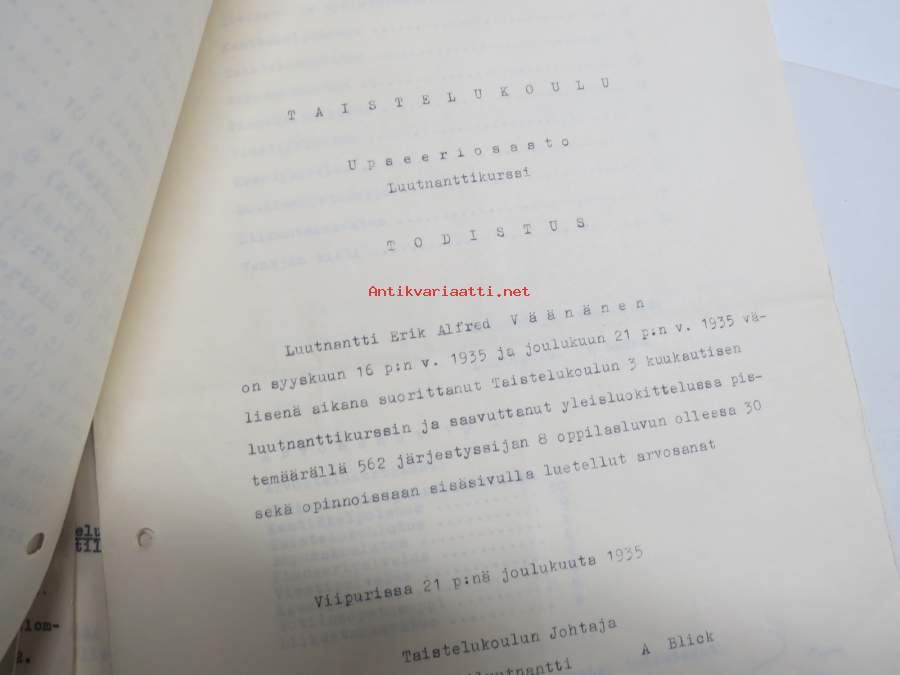 T A I S T E L U K O U L U
U p s e e r i o s a s t o
Luutnanttikurssi
T O D I S T U S
Antikvariaatti.net
Luutnantti Erik Alfred V ä ä n ä n e n
on syyskuun 16 p:n v. 1935 ja joulukuun 21 p:n v. 1935 vä-
lisenä aikana suorittanut Taistelukoulun 3 kuukautisen
luutnanttikurssin ja saavuttanut yleisluokittelussa pis-
temäärällä 562 järjestyssijan 8 oppilasluvun olleesa 30
sekä opinnoissaan sisäsivulla luetellut arvosanat
Viipurissa 21 p:nä joulukuuta 1935
Taistelukoulun Johtaja
A Blick